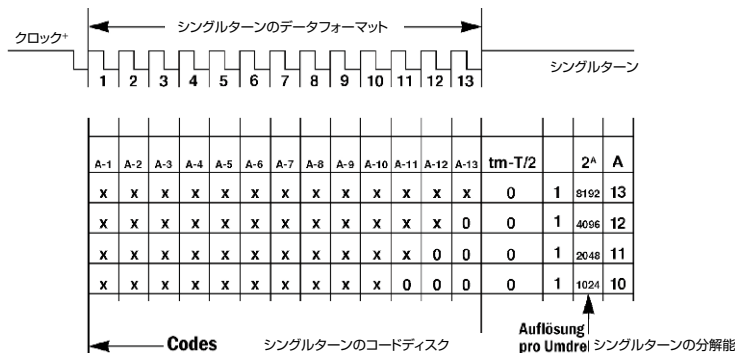 シングルターンのデータフォーマット
クロック+
シングルターン
1 2 3 4 5 6 7 8 9 10 11 12 13
A-1 A-2 A-3 A-4 A-5 A-6 A-7 A-8 A-9 A-10 A-11 A-12 A-13 tm-T/2 2ᴬ A
x x x x x x x x x x x x x 0 1 8192 13
x x x x x x x x x x x x 0 0 1 4096 12
x x x x x x x x x x x 0 0 0 1 2048 11
x x x x x x x x x x 0 0 0 0 1 1024 10
Codes シングルターンのコードディスク
Auflösung
pro Umdre シングルターンの分解能